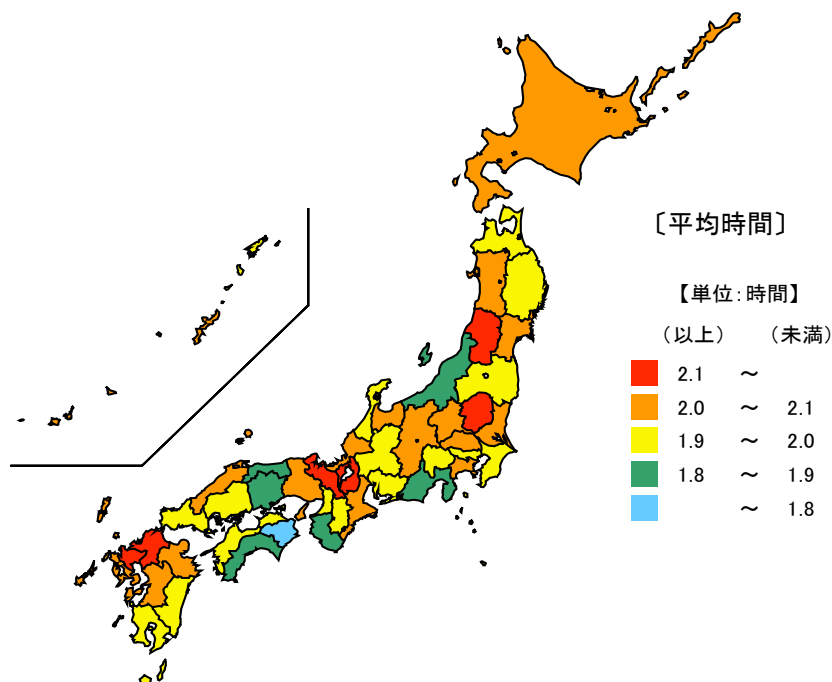 〔平均時間〕
【単位:時間】
（以上） （未満）
2.1 ～
2.0 ～ 2.1
1.9 ～ 2.0
1.8 ～ 1.9
～ 1.8